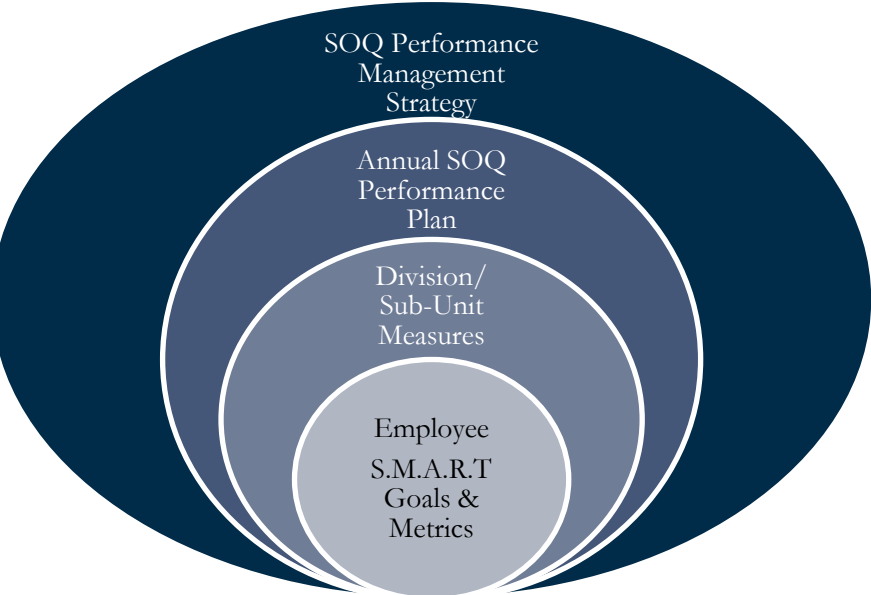 SOQ Performance
Management
Strategy
Annual SOQ
Performance
Plan
Division/
Sub-Unit
Measures
Employee
S.M.A.R.T
Goals &
Metrics